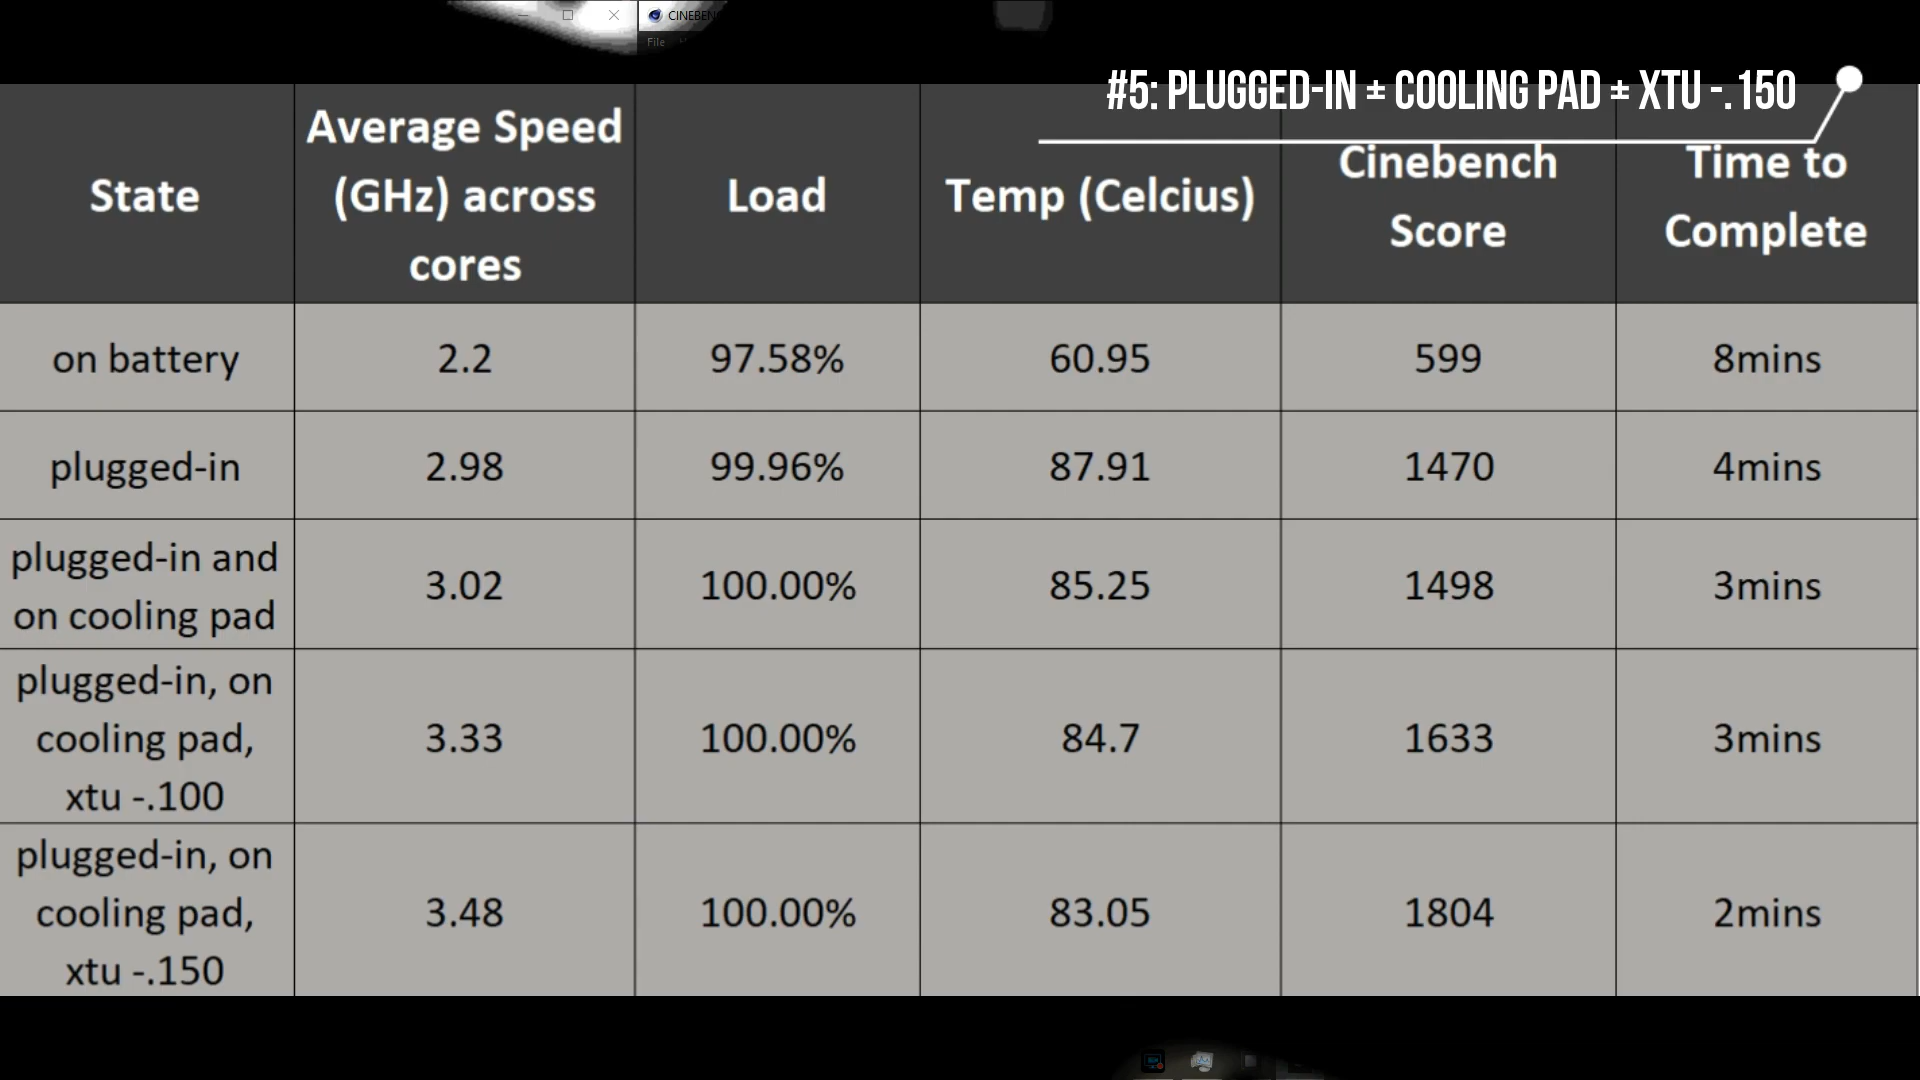 CINEBEN
File
#5: PLUGGED-IN ± COOLING PAD ± XTU -.150
State
Average Speed
(GHz) across
cores
Load
Temp (Celcius)
Cinebench
Score
Time to
Complete
on battery
2.2
97.58%
60.95
599
8mins
plugged-in
2.98
99.96%
87.91
1470
4mins
plugged-in and
on cooling pad
3.02
100.00%
85.25
1498
3mins
plugged-in, on
cooling pad,
xtu -.100
3.33
100.00%
84.7
1633
3mins
plugged-in, on
cooling pad,
xtu -.150
3.48
100.00%
83.05
1804
2mins